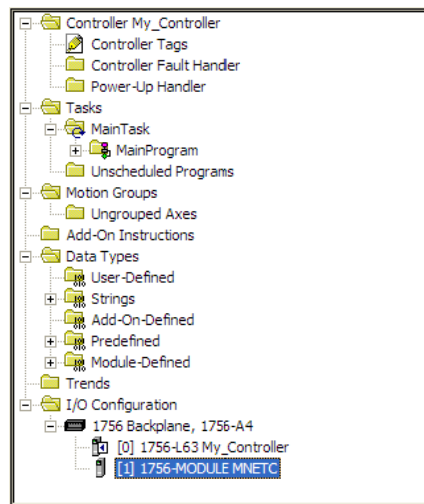 Controller My_Controller
Controller Tags
Controller Fault Handler
Power-Up Handler
Tasks
MainTask
MainProgram
Unscheduled Programs
Motion Groups
Ungrouped Axes
Add-On Instructions
Data Types
User-Defined
Strings
Add-On-Defined
Predefined
Module-Defined
Trends
I/O Configuration
1756 Backplane, 1756-A4
[0] 1756-L63 My_Controller
[1] 1756-MODULE MNETC